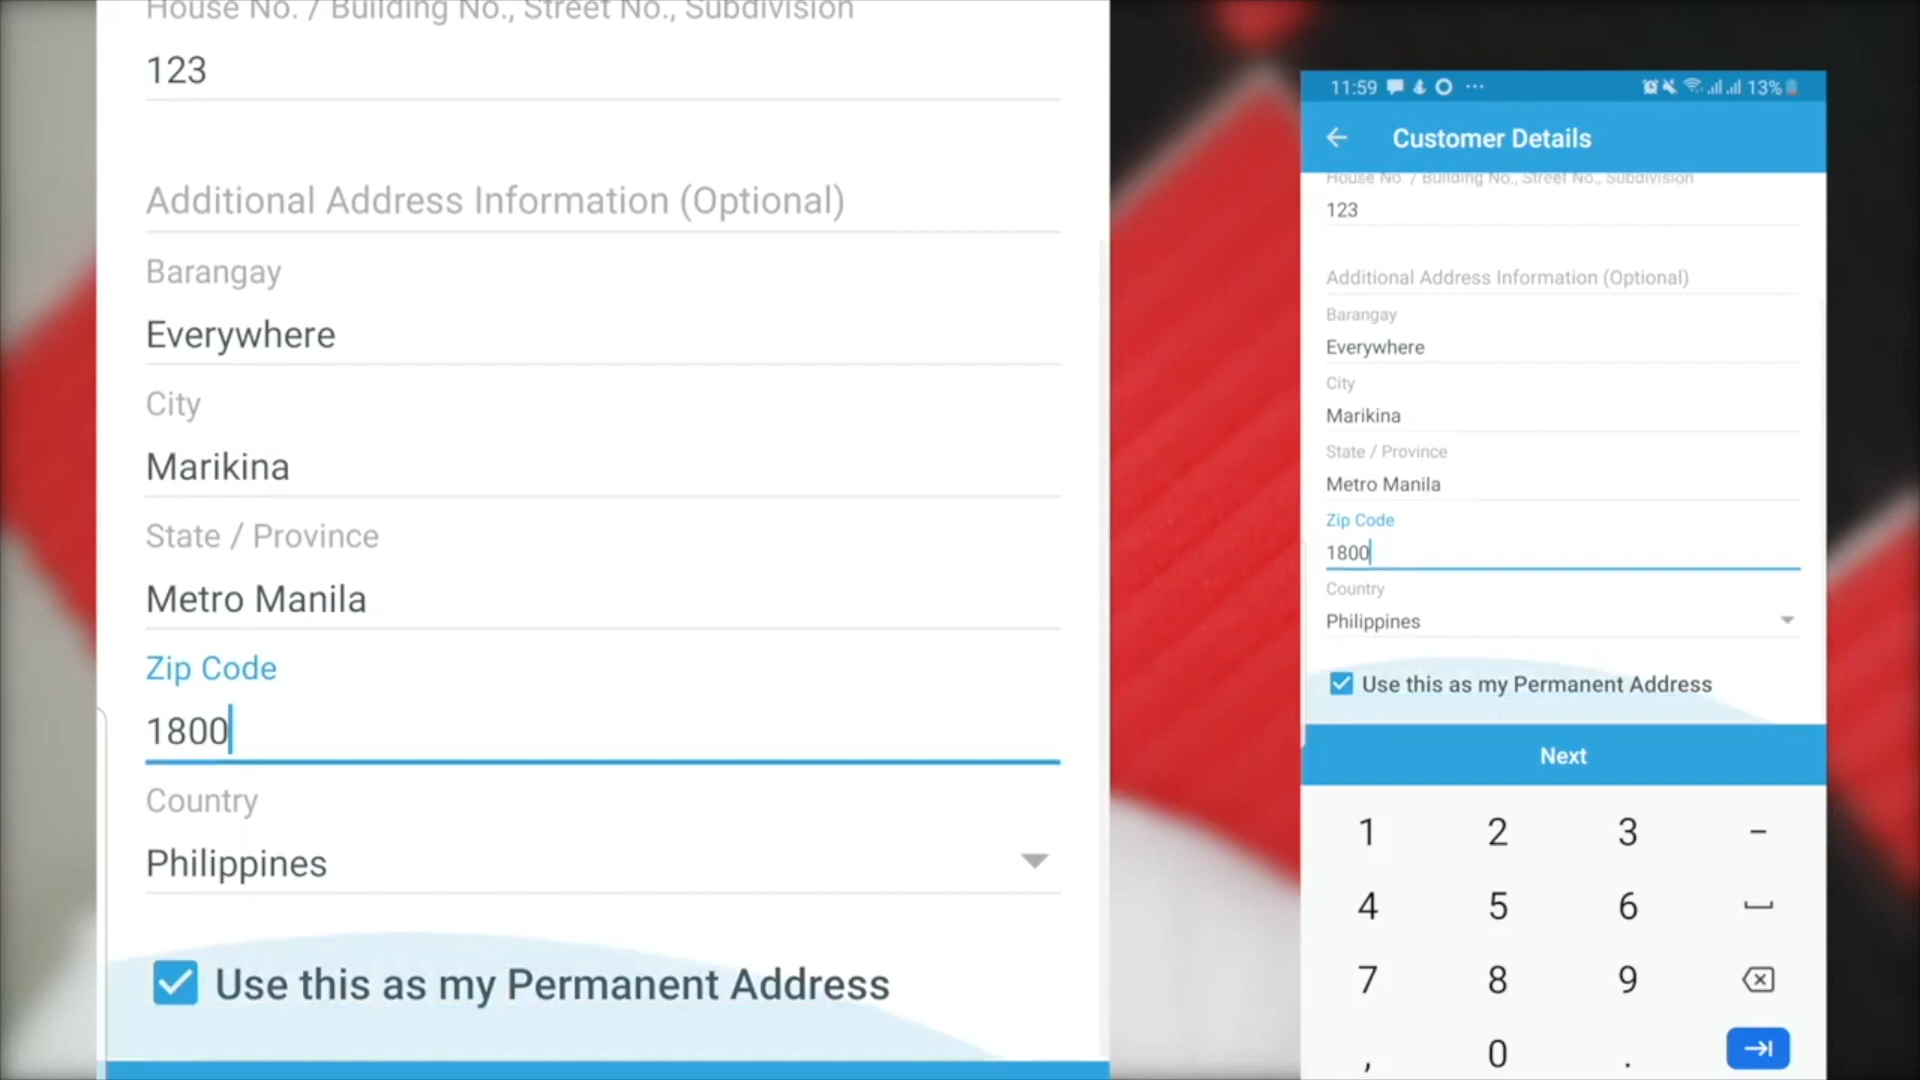 House No. / Building No., Street No., Subdivision
123
Additional Address Information (Optional)
Barangay
Everywhere
City
Marikina
State / Province
Metro Manila
Zip Code
1800
Country
Philippines
Use this as my Permanent Address
11:59 ... 13%
Customer Details
House No. / Building No., Street No., Subdivision
123
Additional Address Information (Optional)
Barangay
Everywhere
City
Marikina
State / Province
Metro Manila
Zip Code
1800
Country
Philippines
Use this as my Permanent Address
Next
1 2 3 -
4 5 6
7 8 9
, 0 .